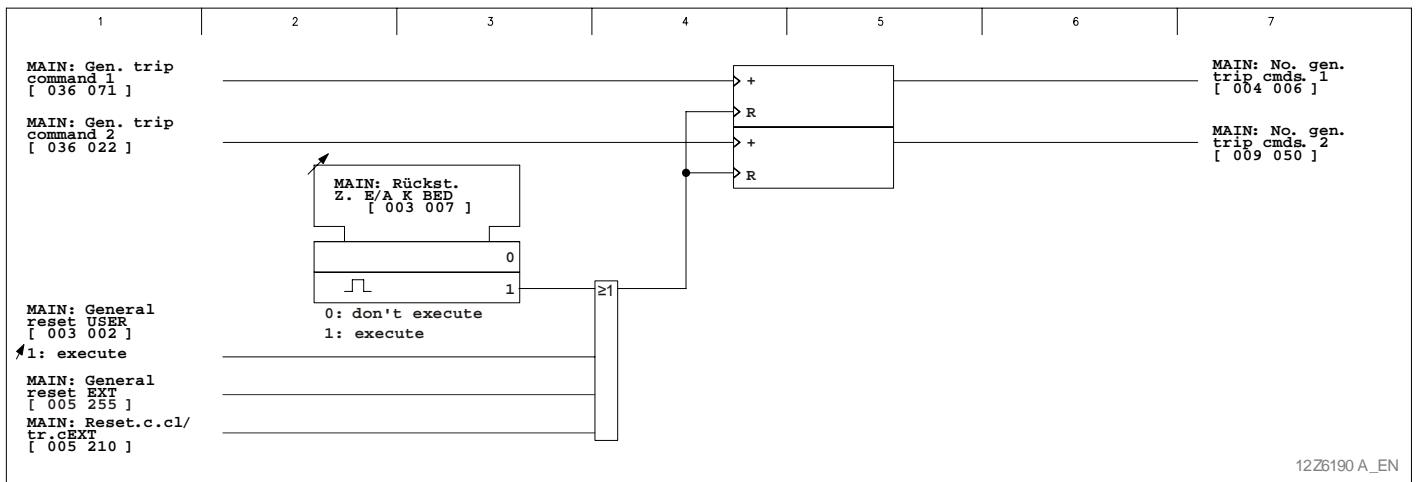 1 2 3 4 5 6 7
MAIN: Gen. trip
command 1
[ 036 071 ]
MAIN: Gen. trip
command 2
[ 036 022 ]
+
R
+
R
MAIN: No. gen.
trip cmds. 1
[ 004 006 ]
MAIN: No. gen.
trip cmds. 2
[ 009 050 ]
MAIN: Rückst.
Z. E/A K BED
[ 003 007 ]
0
1
≥1
0: don't execute
1: execute
MAIN: General
reset USER
[ 003 002 ]
1: execute
MAIN: General
reset EXT
[ 005 255 ]
MAIN: Reset.c.cl/
tr.cEXT
[ 005 210 ]
12Z6190 A_EN